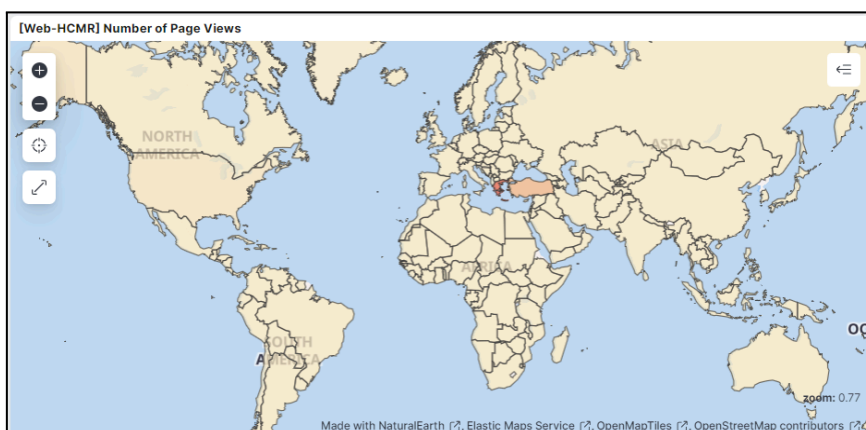 [Web-HCMR] Number of Page Views
NORTH
AMERICA
ASIA
AFRICA
OC
SOUTH
AMERICA
zoom: 0.77
Made with NaturalEarth, Elastic Maps Service, OpenMapTiles, OpenStreetMap contributors